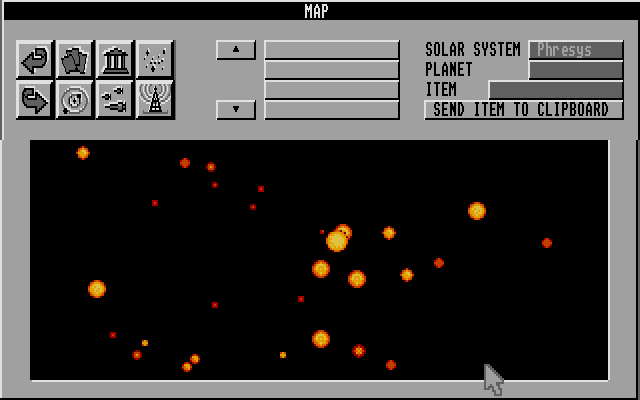 MAP
SOLAR SYSTEM Phresys
PLANET
ITEM
SEND ITEM TO CLIPBOARD